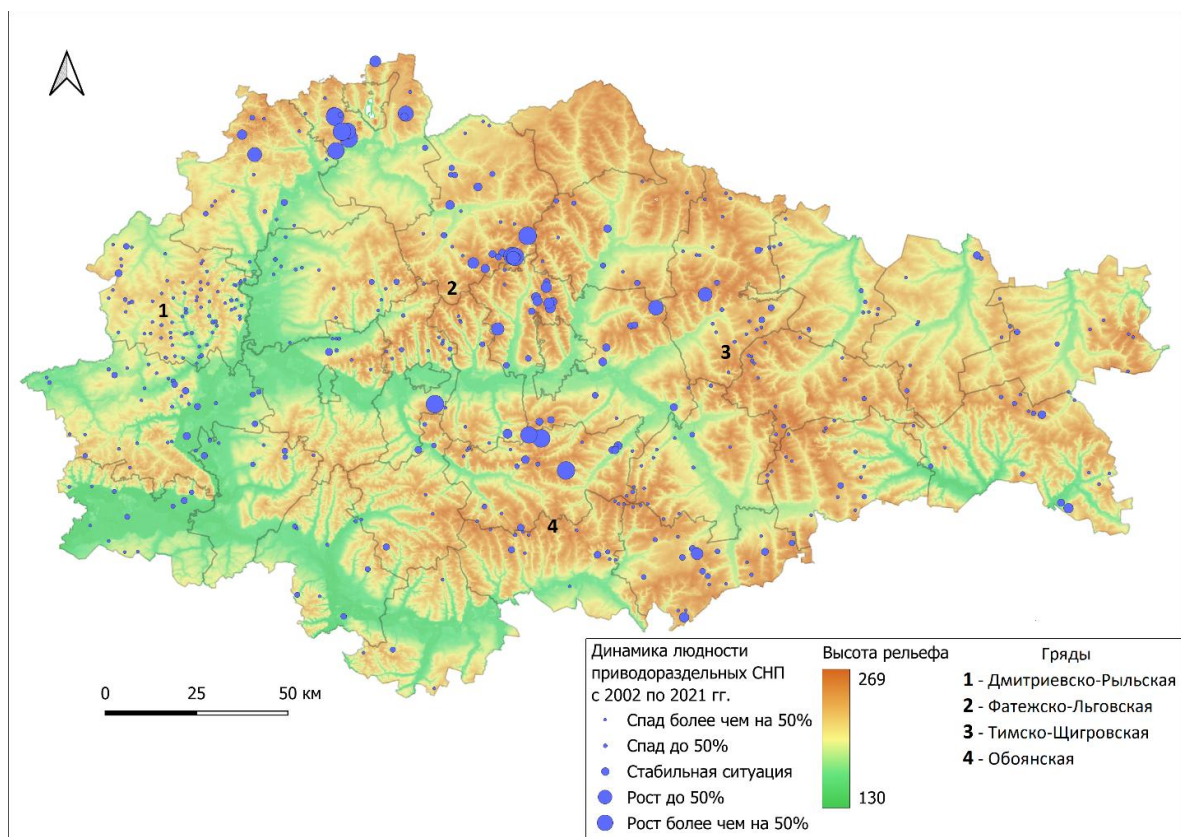 1
2
3
4
0 25 50 км
Динамика людности
приводораздельных СНП
с 2002 по 2021 гг.
Спад более чем на 50%
Спад до 50%
Стабильная ситуация
Рост до 50%
Рост более чем на 50%
Высота рельефа
269
130
Гряды
1 - Дмитриевско-Рыльская
2 - Фатежско-Льговская
3 - Тимско-Щигровская
4 - Обоянская